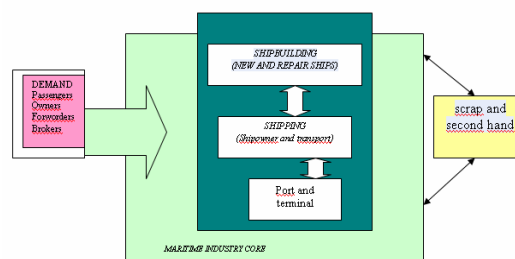 SHIPBUILDING
(NEW AND REPAIR SHIPS)
DEMAND
Passengers
Owners
Forworders
Brokers
SHIPPING
(Shipowner and transport)
scrap and
second hand
Port and
terminal
MARITIME INDUSTRY CORE